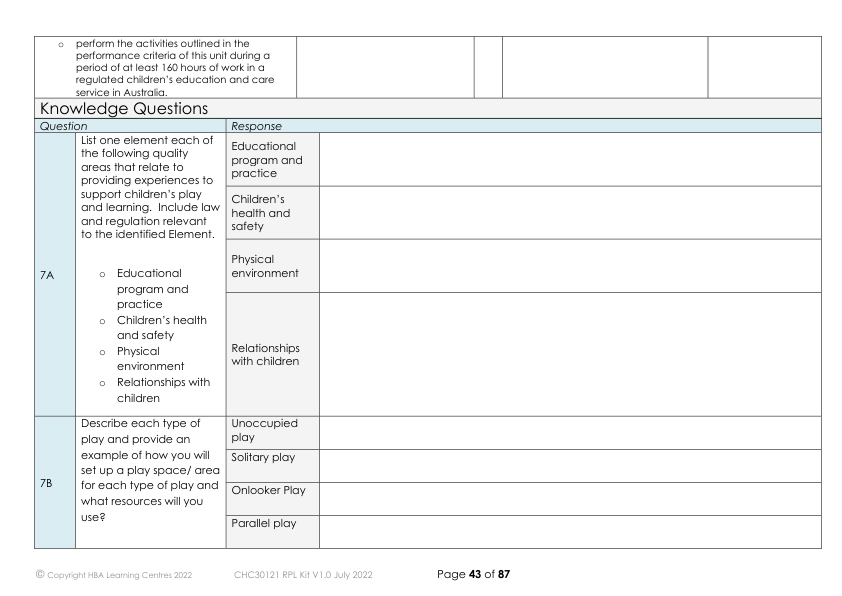 o perform the activities outlined in the
performance criteria of this unit during a
period of at least 160 hours of work in a
regulated children's education and care
service in Australia.
Knowledge Questions
Question
Response
7A
List one element each of
the following quality
areas that relate to
providing experiences to
support children's play
and learning. Include law
and regulation relevant
to the identified Element.
o Educational
program and
practice
o Children's health
and safety
o Physical
environment
o Relationships with
children
Educational
program and
practice
Children's
health and
safety
Physical
environment
Relationships
with children
7B
Describe each type of
play and provide an
example of how you will
set up a play space/ area
for each type of play and
what resources will you
use?
Unoccupied
play
Solitary play
Onlooker Play
Parallel play
© Copyright HBA Learning Centres 2022 CHC30121 RPL Kit V1.0 July 2022 Page 43 of 87